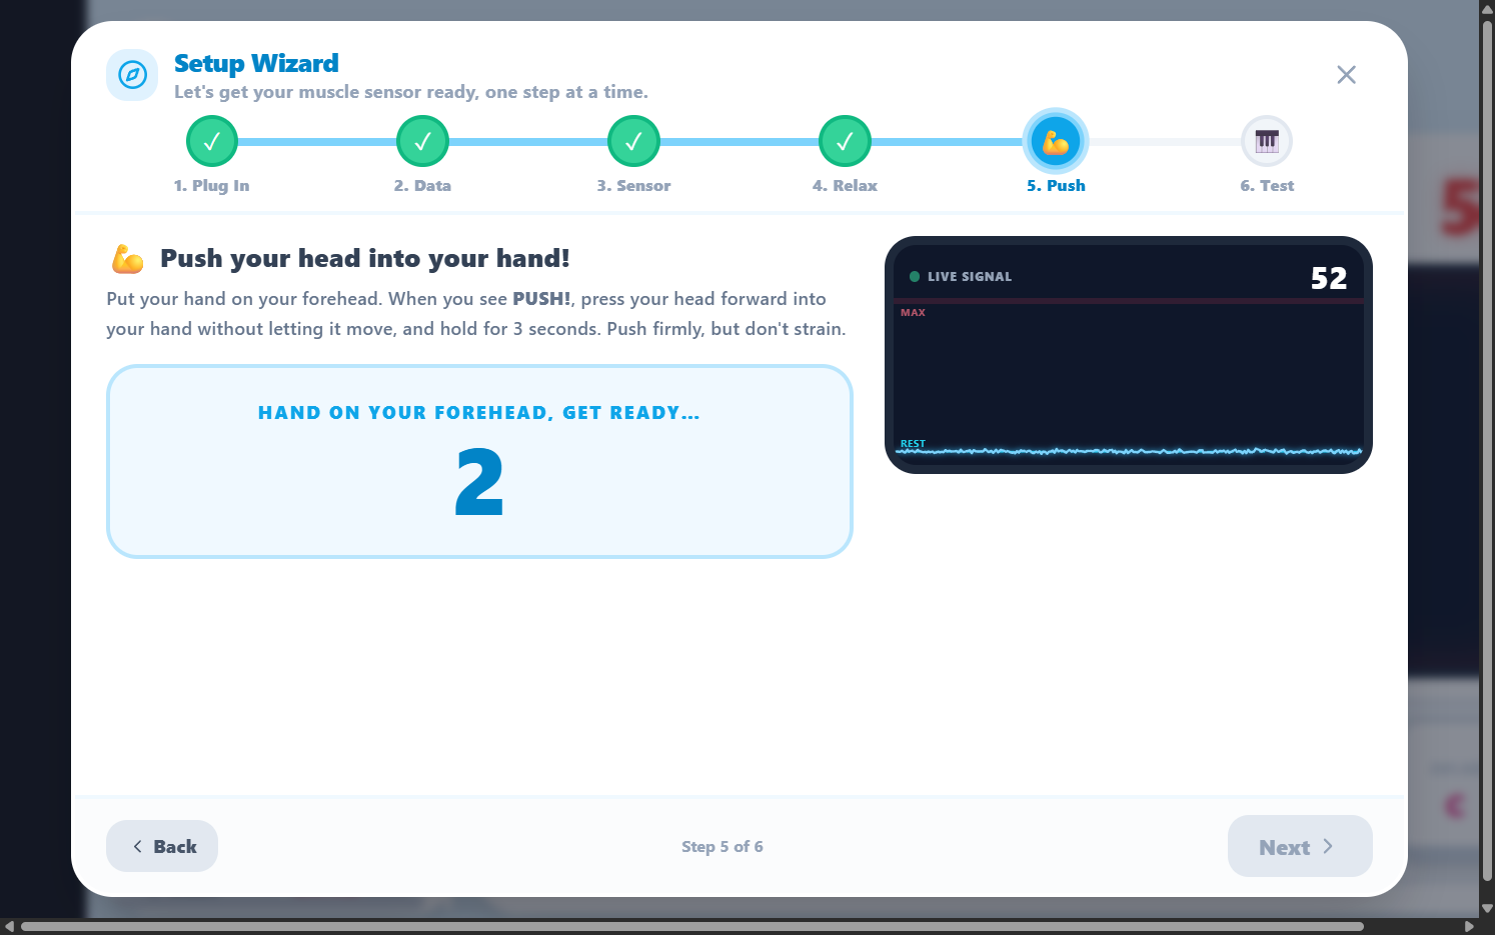 Setup Wizard
Let's get your muscle sensor ready, one step at a time.
1. Plug In
2. Data
3. Sensor
4. Relax
5. Push
6. Test
Push your head into your hand!
Put your hand on your forehead. When you see PUSH!, press your head forward into
your hand without letting it move, and hold for 3 seconds. Push firmly, but don't strain.
HAND ON YOUR FOREHEAD, GET READY...
2
LIVE SIGNAL
52
MAX
REST
5
C
Back
Step 5 of 6
Next